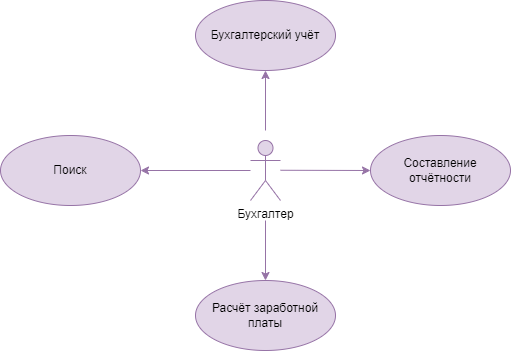 Бухгалтерский учёт
Поиск
Составление
отчётности
Бухгалтер
Расчёт заработной
платы